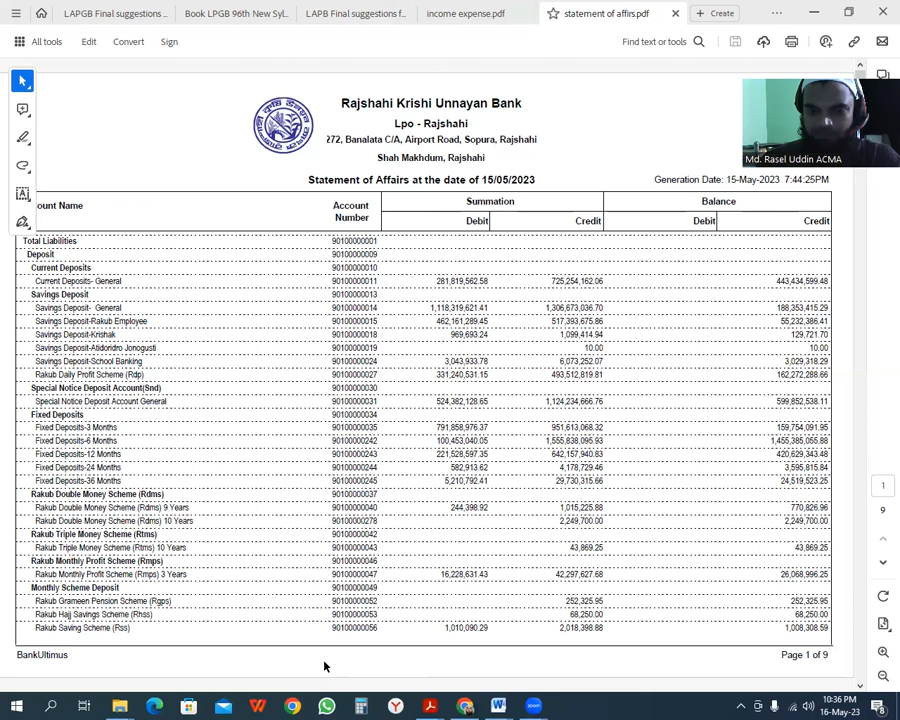 LAPGB Final suggestions ... Book LPGB 96th New Syl... LAPB Final suggestions f... income expense.pdf statement of affirs.pdf Create
All tools Edit Convert Sign Find text or tools
Rajshahi Krishi Unnayan Bank
Lpo - Rajshahi
272, Banalata C/A, Airport Road, Sopura, Rajshahi
Shah Makhdum, Rajshahi
Md. Rasel Uddin ACMA
Statement of Affairs at the date of 15/05/2023 Generation Date: 15-May-2023 7:44:25PM
ount Name Account Number Summation Balance
Debit Credit Debit Credit
Total Liabilities 90100000001
Deposit 90100000009
Current Deposits 90100000010
Current Deposits- General 90100000011 281,819,562.58 725,254,162.06 443,434,599.48
Savings Deposit 90100000013
Savings Deposit- General 90100000014 1,118,319,621.41 1,306,673,036.70 188,353,415.29
Savings Deposit-Rakub Employee 90100000015 462,161,289.45 517,393,675.86 55,232,386.41
Savings Deposit-Krishak 90100000018 969,693.24 1,099,414.94 129,721.70
Savings Deposit-Atidoridro Jonogusti 90100000019 10.00 10.00
Savings Deposit-School Banking 90100000024 3,043,933.78 6,073,252.07 3,029,318.29
Rakub Daily Profit Scheme (Rdp) 90100000027 331,240,531.15 493,512,819.81 162,272,288.66
Special Notice Deposit Account(Snd) 90100000030
Special Notice Deposit Account General 90100000031 524,382,128.65 1,124,234,666.76 599,852,538.11
Fixed Deposits 90100000034
Fixed Deposits-3 Months 90100000035 791,858,976.37 951,613,068.32 159,754,091.95
Fixed Deposits-6 Months 90100000242 100,453,040.05 1,555,838,095.93 1,455,385,055.88
Fixed Deposits-12 Months 90100000243 221,528,597.35 642,157,940.83 420,629,343.48
Fixed Deposits-24 Months 90100000244 582,913.62 4,178,729.46 3,595,815.84
Fixed Deposits-36 Months 90100000245 5,210,792.41 29,730,315.66 24,519,523.25
Rakub Double Money Scheme (Rdms) 90100000037
Rakub Double Money Scheme (Rdms) 9 Years 90100000040 244,398.92 1,015,225.88 770,826.96
Rakub Double Money Scheme (Rdms) 10 Years 90100000278 2,249,700.00 2,249,700.00
Rakub Triple Money Scheme (Rtms) 90100000042
Rakub Triple Money Scheme (Rtms) 10 Years 90100000043 43,869.25 43,869.25
Rakub Monthly Profit Scheme (Rmps) 90100000046
Rakub Monthly Profit Scheme (Rmps) 3 Years 90100000047 16,228,631.43 42,297,627.68 26,068,996.25
Monthly Scheme Deposit 90100000049
Rakub Grameen Pension Scheme (Rgps) 90100000052 252,325.95 252,325.95
Rakub Hajj Savings Scheme (Rhss) 90100000053 68,250.00 68,250.00
Rakub Saving Scheme (Rss) 90100000056 1,010,090.29 2,018,398.88 1,008,308.59
BankUltimus Page 1 of 9
1
9
10:36 PM
16-May-23
8